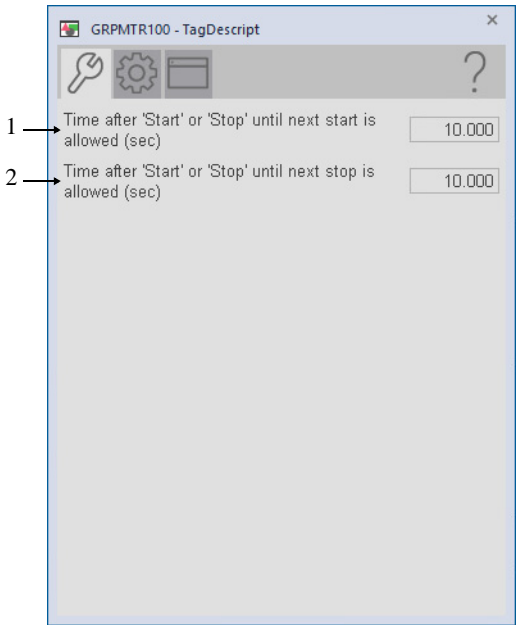 GRPMTR100 - TagDescript
1
Time after 'Start' or 'Stop' until next start is
allowed (sec)
10.000
2
Time after 'Start' or 'Stop' until next stop is
allowed (sec)
10.000